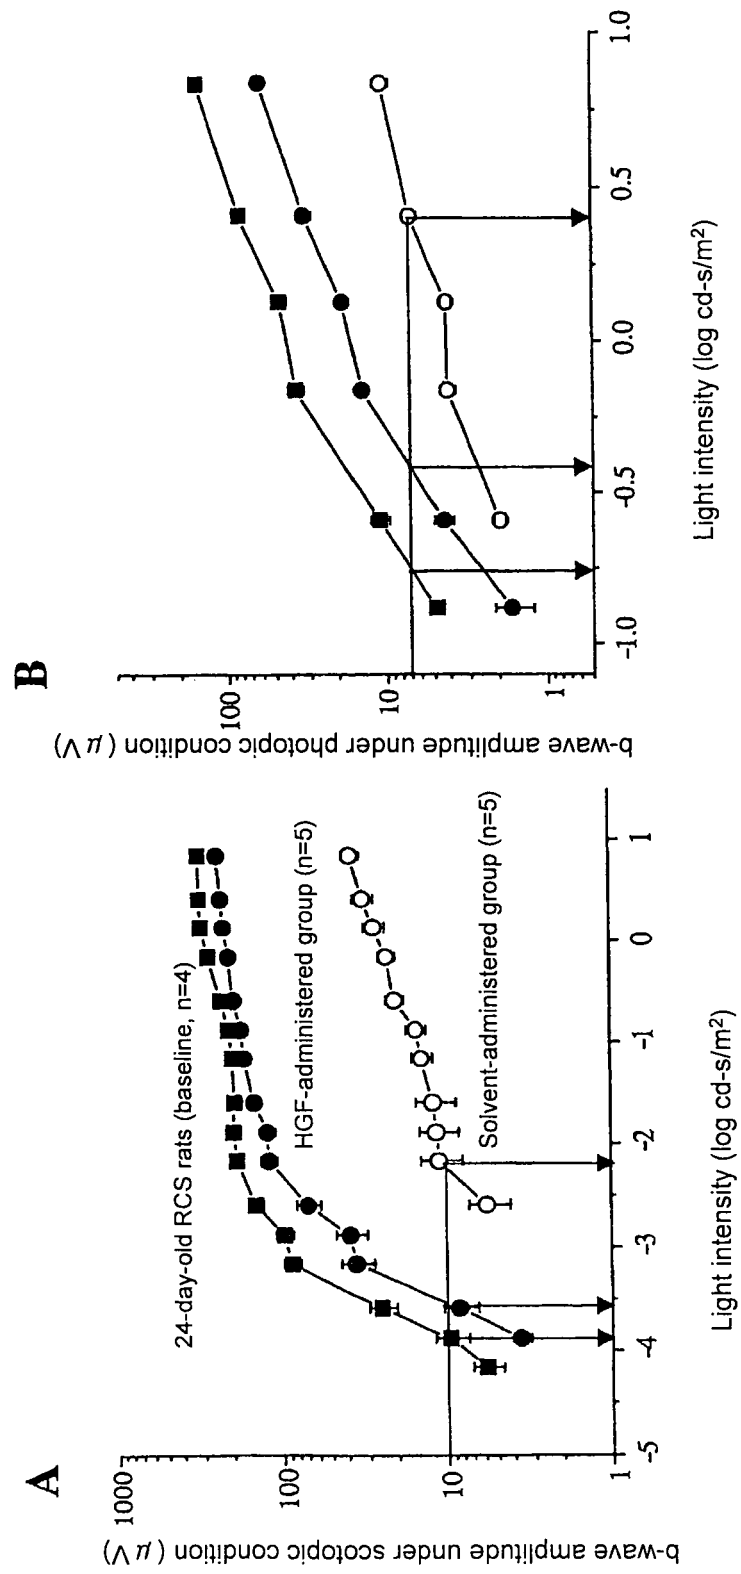 A
b-wave amplitude under scotopic condition ( μ V)
1000
100
10
1
24-day-old RCS rats (baseline, n=4)
HGF-administered group (n=5)
Solvent-administered group (n=5)
-5
-4
-3
-2
-1
0
1
Light intensity (log cd-s/m2)
B
b-wave amplitude under photopic condition ( μ V)
100
10
1
-1.0
-0.5
0.0
0.5
1.0
Light intensity (log cd-s/m2)